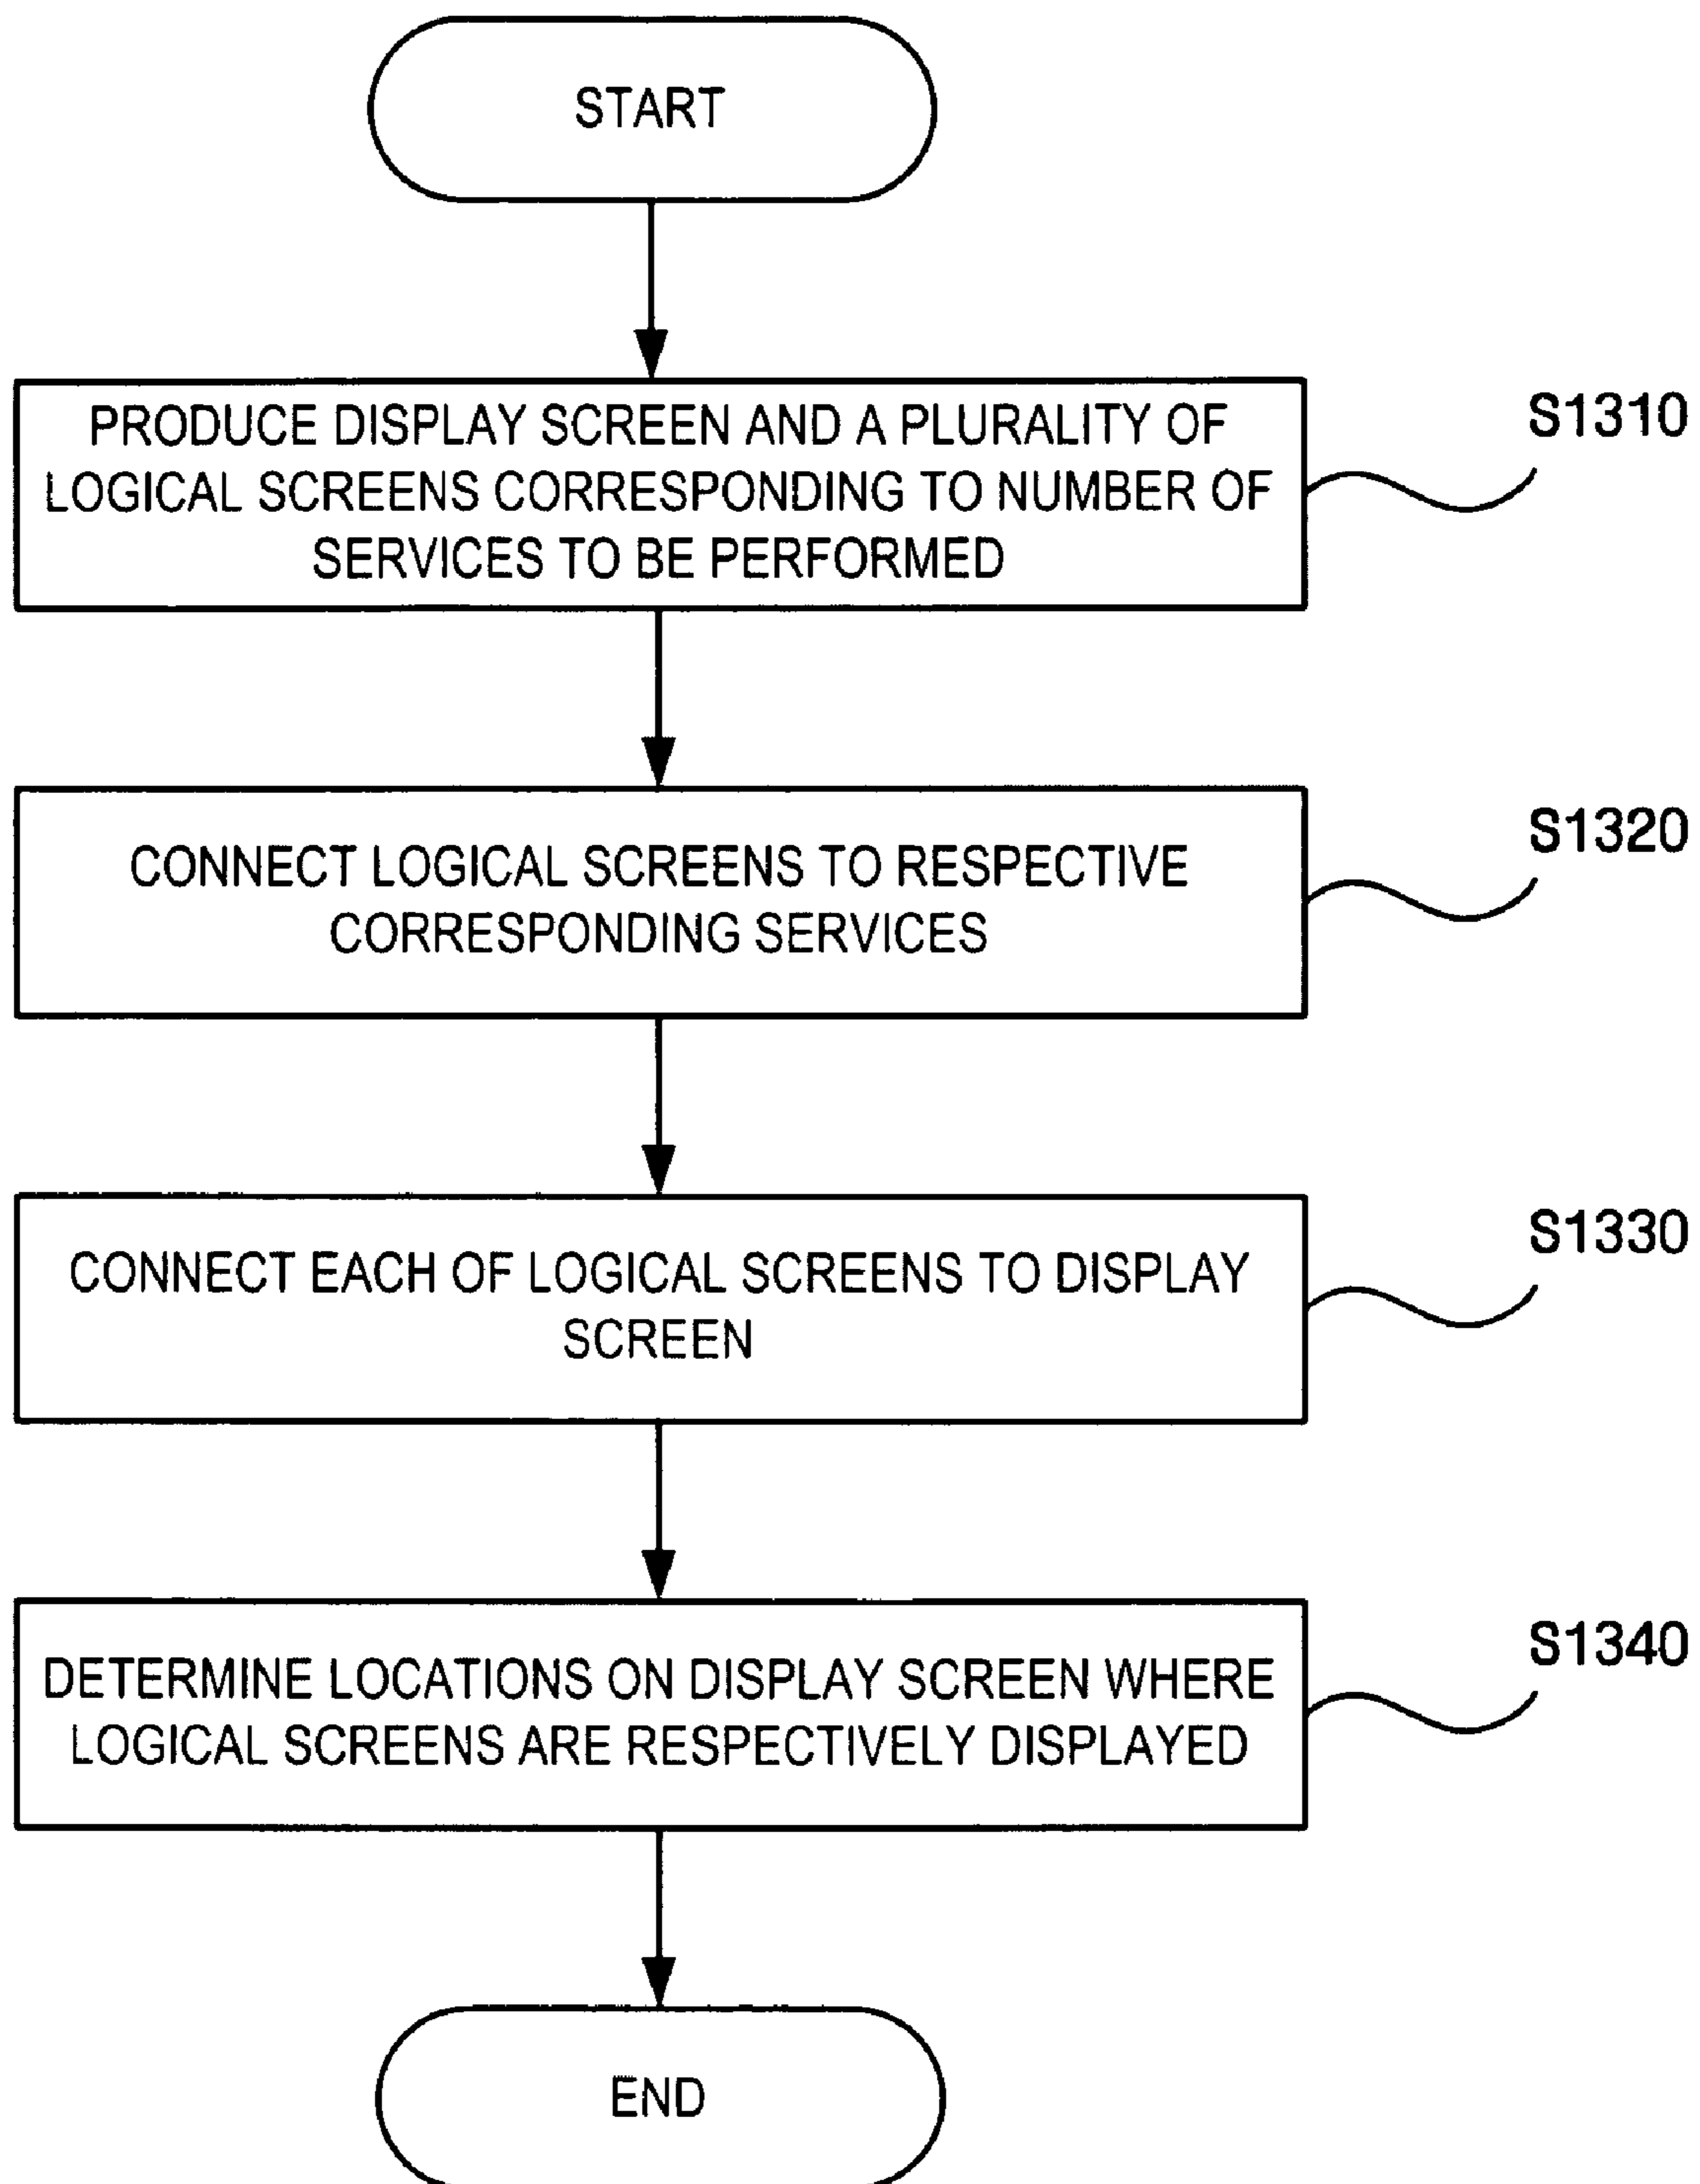 START
PRODUCE DISPLAY SCREEN AND A PLURALITY OF
LOGICAL SCREENS CORRESPONDING TO NUMBER OF
SERVICES TO BE PERFORMED
S1310
CONNECT LOGICAL SCREENS TO RESPECTIVE
CORRESPONDING SERVICES
S1320
CONNECT EACH OF LOGICAL SCREENS TO DISPLAY
SCREEN
S1330
DETERMINE LOCATIONS ON DISPLAY SCREEN WHERE
LOGICAL SCREENS ARE RESPECTIVELY DISPLAYED
S1340
END